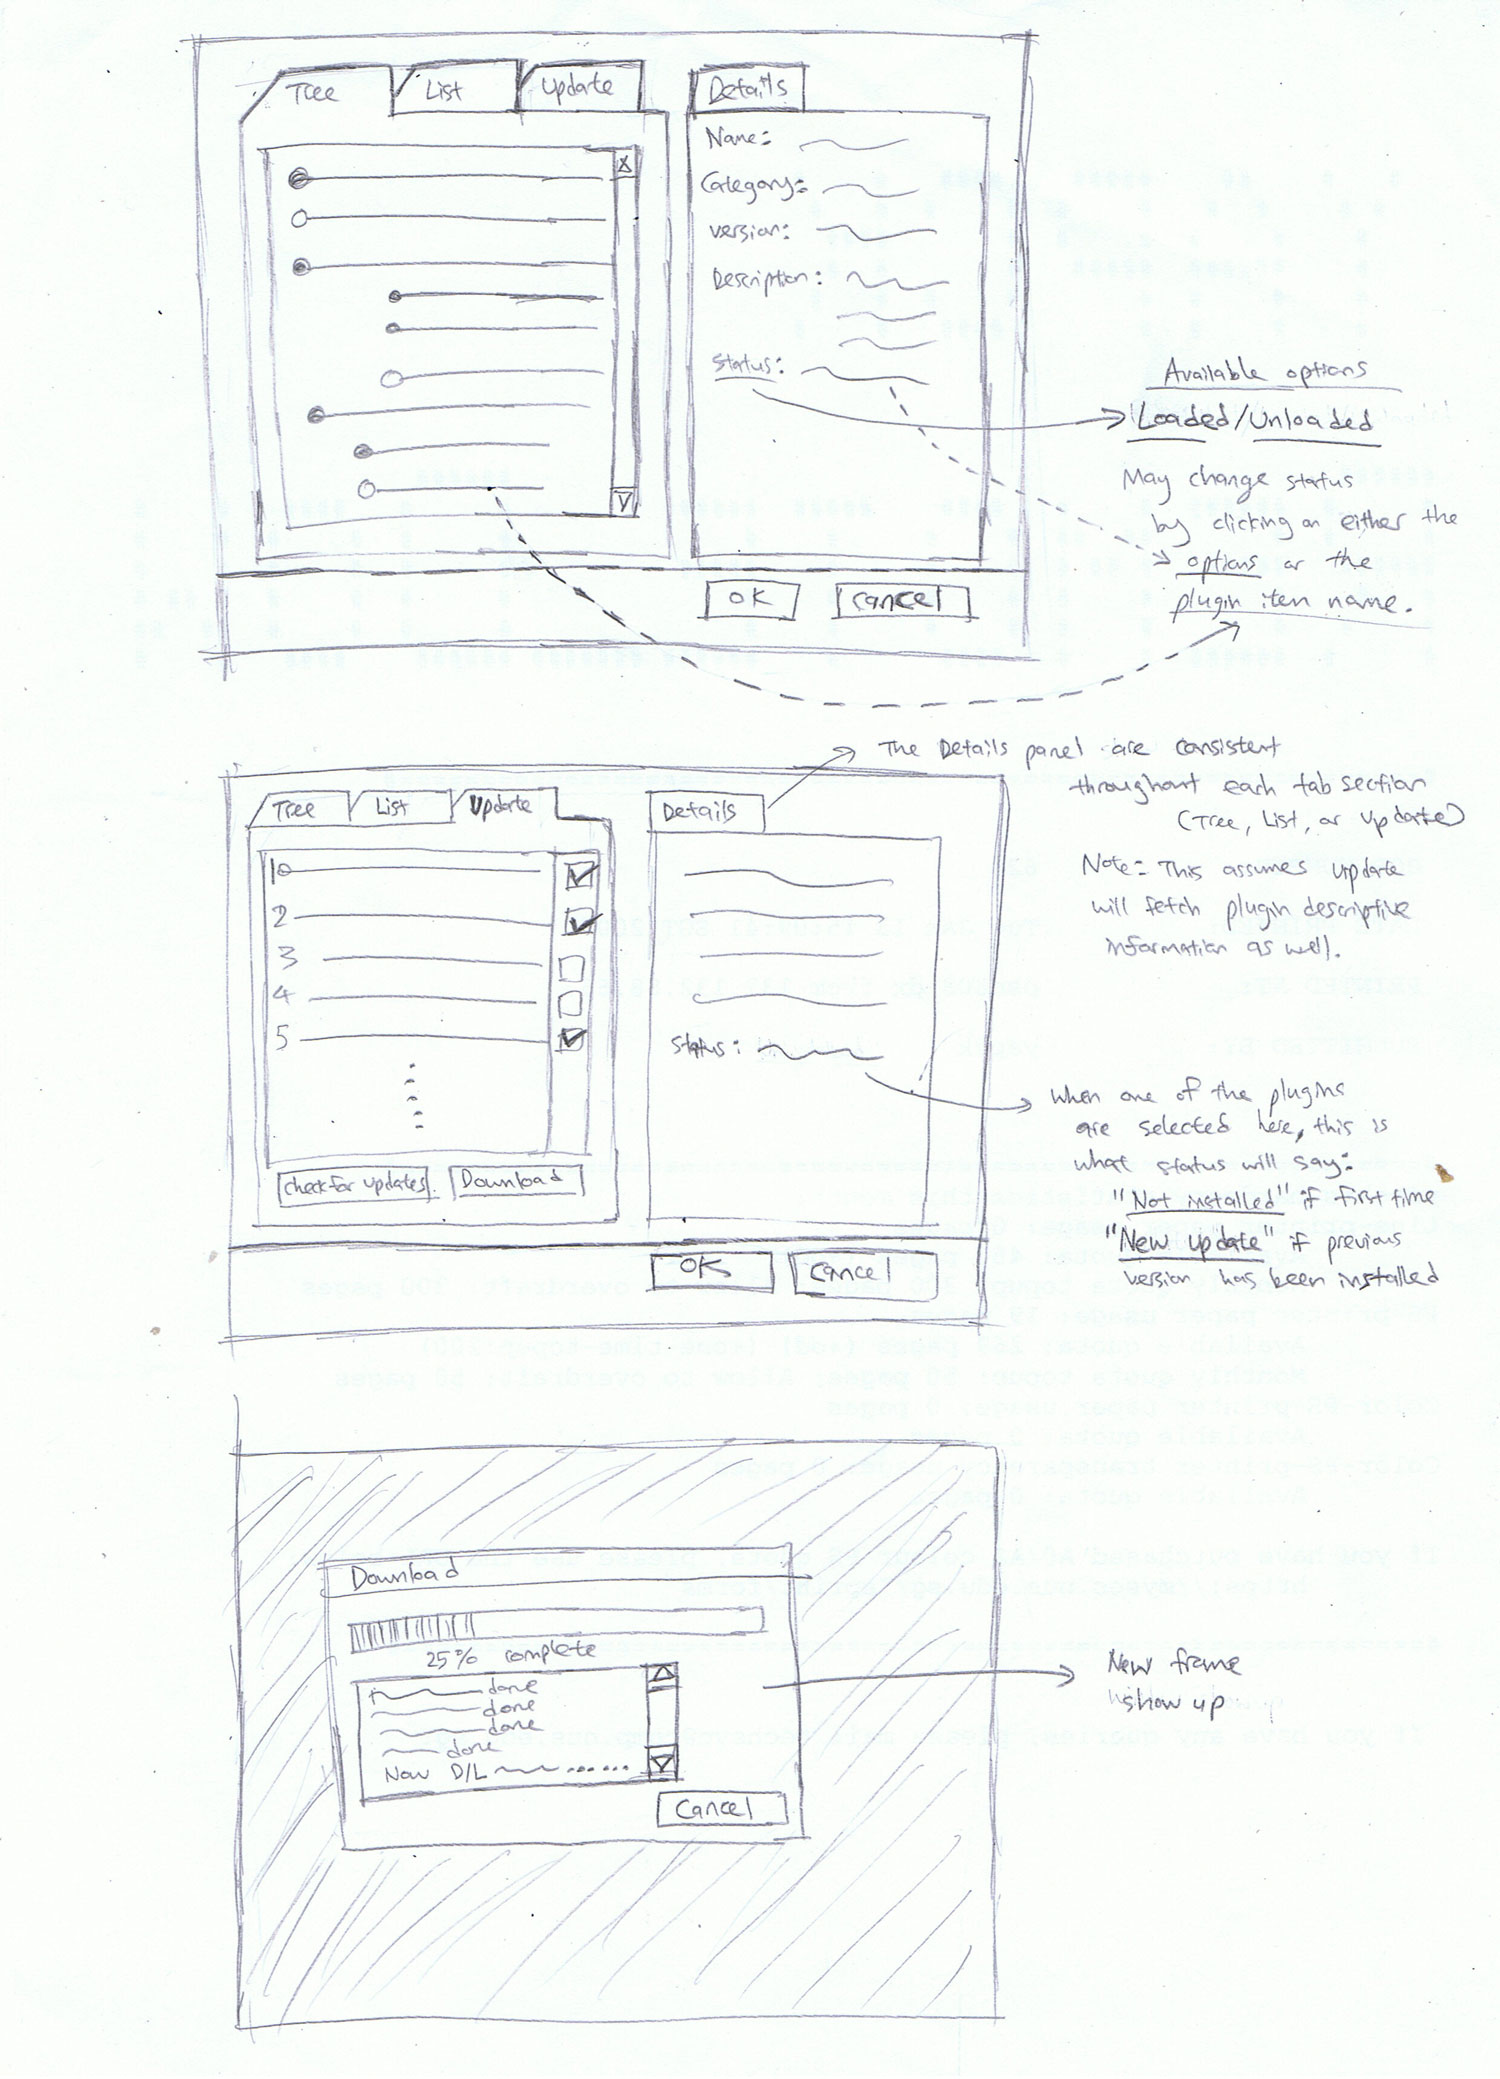 Tree
List
Update
Details
Name:
Category:
Version:
Description:
Status:
OK
Cancel
Available options
Loaded/Unloaded
May change status
by clicking on either the
options or the
plugin item name.
The Details panel are consistent
throughout each tab section
(Tree, List, or Update)
Note: This assumes update
will fetch plugin descriptive
information as well.
Tree
List
Update
Details
1
2
3
4
5
Status:
Check for updates
Download
OK
Cancel
When one of the plugins
are selected here, this is
what status will say:
"Not installed" if first time
"New update" if previous
version has been installed
Download
25% complete
done
done
done
done
Now D/L ......
Cancel
New frame
show up